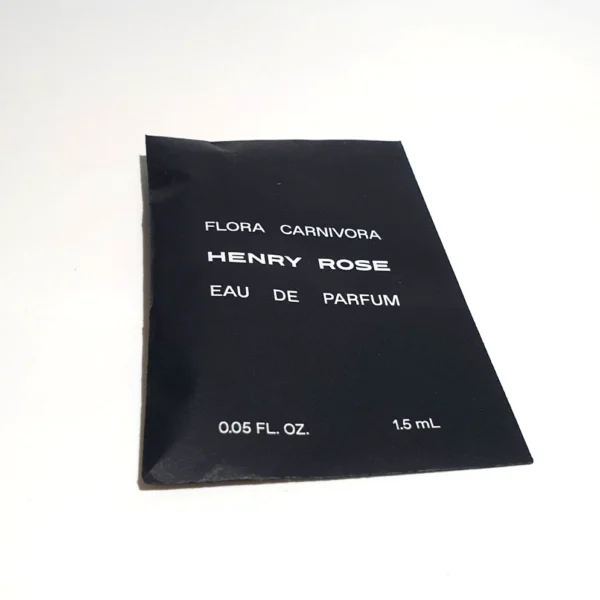 FLORA CARNIVORA
HENRY ROSE
EAU DE PARFUM
0.05 FL. OZ. 1.5 mL